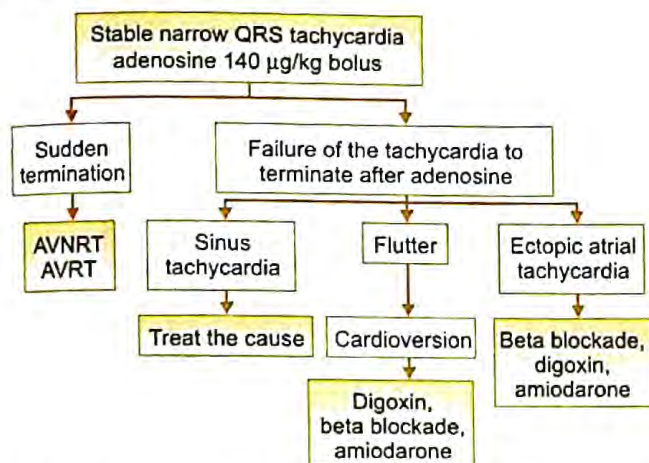 Stable narrow QRS tachycardia
adenosine 140 μg/kg bolus
Sudden
termination
Failure of the tachycardia to
terminate after adenosine
AVNRT
AVRT
Sinus
tachycardia
Flutter
Ectopic atrial
tachycardia
Treat the cause
Cardioversion
Beta blockade,
digoxin,
amiodarone
Digoxin,
beta blockade,
amiodarone